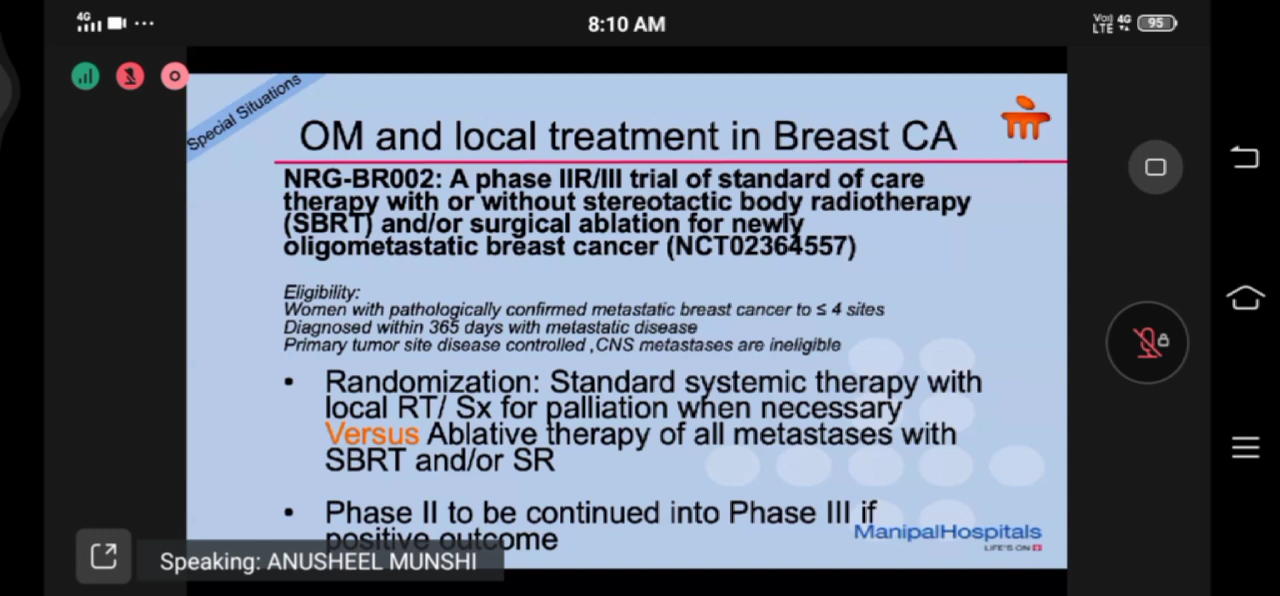 4G
8:10 AM
Vo))
LTE
4G
95
Special Situations
OM and local treatment in Breast CA
NRG-BR002: A phase IIR/III trial of standard of care
therapy with or without stereotactic body radiotherapy
(SBRT) and/or surgical ablation for newly
oligometastatic breast cancer (NCT02364557)
Eligibility:
Women with pathologically confirmed metastatic breast cancer to ≤ 4 sites
Diagnosed within 365 days with metastatic disease
Primary tumor site disease controlled ,CNS metastases are ineligible
• Randomization: Standard systemic therapy with
local RT/ Sx for palliation when necessary
Versus Ablative therapy of all metastases with
SBRT and/or SR
• Phase II to be continued into Phase III if
positive outcome
ManipalHospitals
LIFE'S ON
Speaking: ANUSHEEL MUNSHI